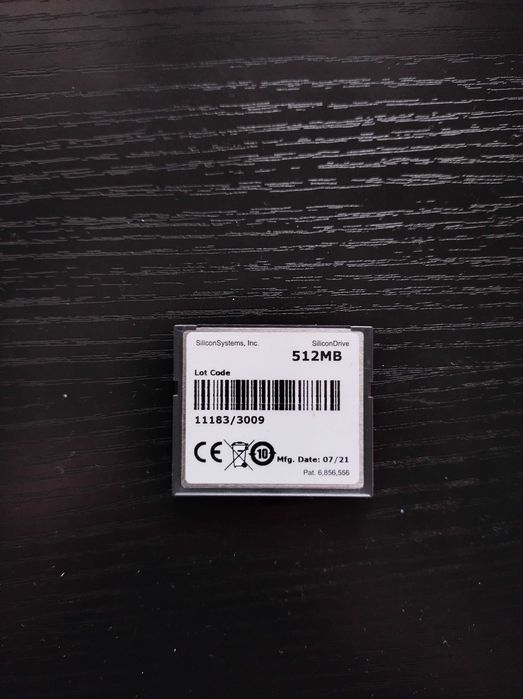 SiliconSystems, Inc. SiliconDrive
512MB
Lot Code
11183/3009
CE 10 Mfg. Date: 07/21
Pat. 6,856,556